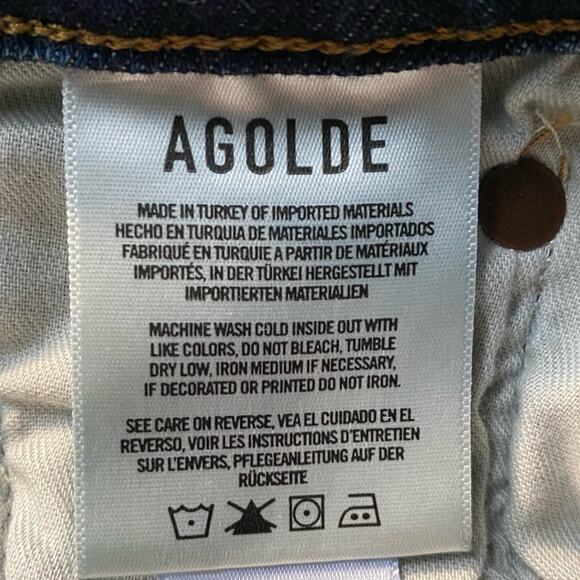 AGOLDE
MADE IN TURKEY OF IMPORTED MATERIALS
HECHO EN TURQUIA DE MATERIALES IMPORTADOS
FABRIQUÉ EN TURQUIE A PARTIR DE MATÉRIAUX
IMPORTÉS, IN DER TÜRKEI HERGESTELLT MIT
IMPORTIERTEN MATERIALIEN
MACHINE WASH COLD INSIDE OUT WITH
LIKE COLORS, DO NOT BLEACH, TUMBLE
DRY LOW, IRON MEDIUM IF NECESSARY,
IF DECORATED OR PRINTED DO NOT IRON.
SEE CARE ON REVERSE, VEA EL CUIDADO EN EL
REVERSO, VOIR LES INSTRUCTIONS D'ENTRETIEN
SUR L'ENVERS, PFLEGEANLEITUNG AUF DER
RÜCKSEITE